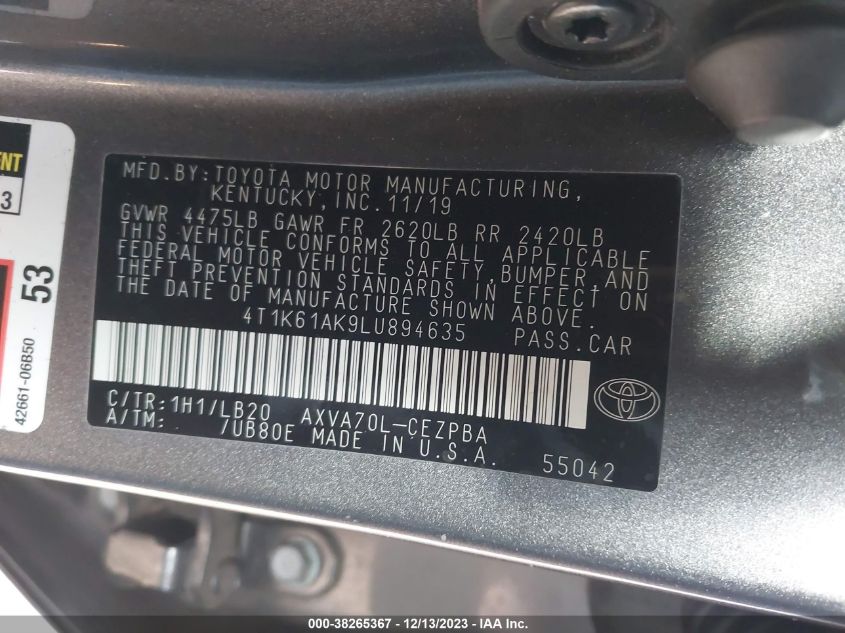 ENT
3
53
42661-06B50
MFD.BY:TOYOTA MOTOR MANUFACTURING,
KENTUCKY,INC.11/19
GVWR 4475LB GAWR FR 2620LB RR 2420LB
THIS VEHICLE CONFORMS TO ALL APPLICABLE
FEDERAL MOTOR VEHICLE SAFETY,BUMPER,AND
THEFT PREVENTION STANDARDS IN EFFECT ON
THE DATE OF MANUFACTURE SHOWN ABOVE.
4T1K61AK9LU894635 PASS.CAR
C/TR:1H1/LB20 AXVA70L-CEZPBA
A/TM: /UB80E MADE IN U.S.A.
55042
000-38265367 - 12/13/2023 - IAA Inc.